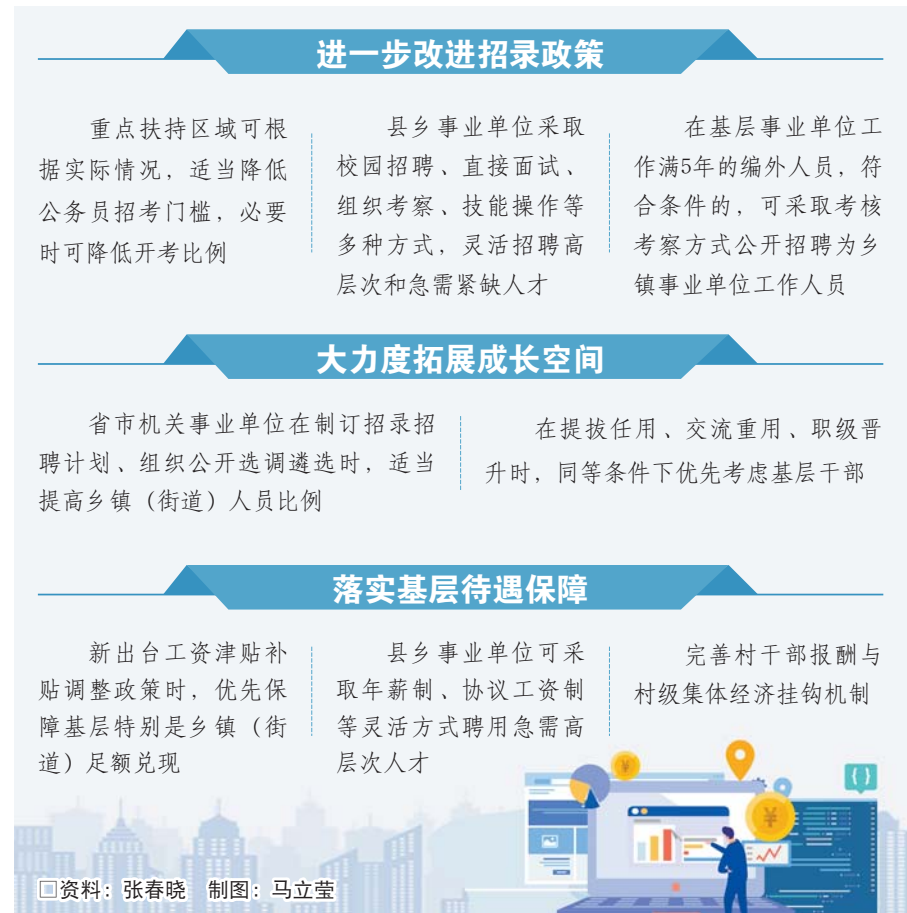 进一步改进招录政策
重点扶持区域可根
据实际情况，适当降低
公务员招考门槛，必要
时可降低开考比例
县乡事业单位采取
校园招聘、直接面试、
组织考察、技能操作等
多种方式，灵活招聘高
层次和急需紧缺人才
在基层事业单位工
作满5年的编外人员，符
合条件的，可采取考核
考察方式公开招聘为乡
镇事业单位工作人员
大力度拓展成长空间
省市机关事业单位在制订招录招
聘计划、组织公开选调遴选时，适当
提高乡镇（街道）人员比例
在提拔任用、交流重用、职级晋
升时，同等条件下优先考虑基层干部
落实基层待遇保障
新出台工资津贴补
贴调整政策时，优先保
障基层特别是乡镇（街
道）足额兑现
县乡事业单位可采
取年薪制、协议工资制
等灵活方式聘用急需高
层次人才
完善村干部报酬与
村级集体经济挂钩机制
¥
{}
¥
□资料：张春晓　制图：马立莹